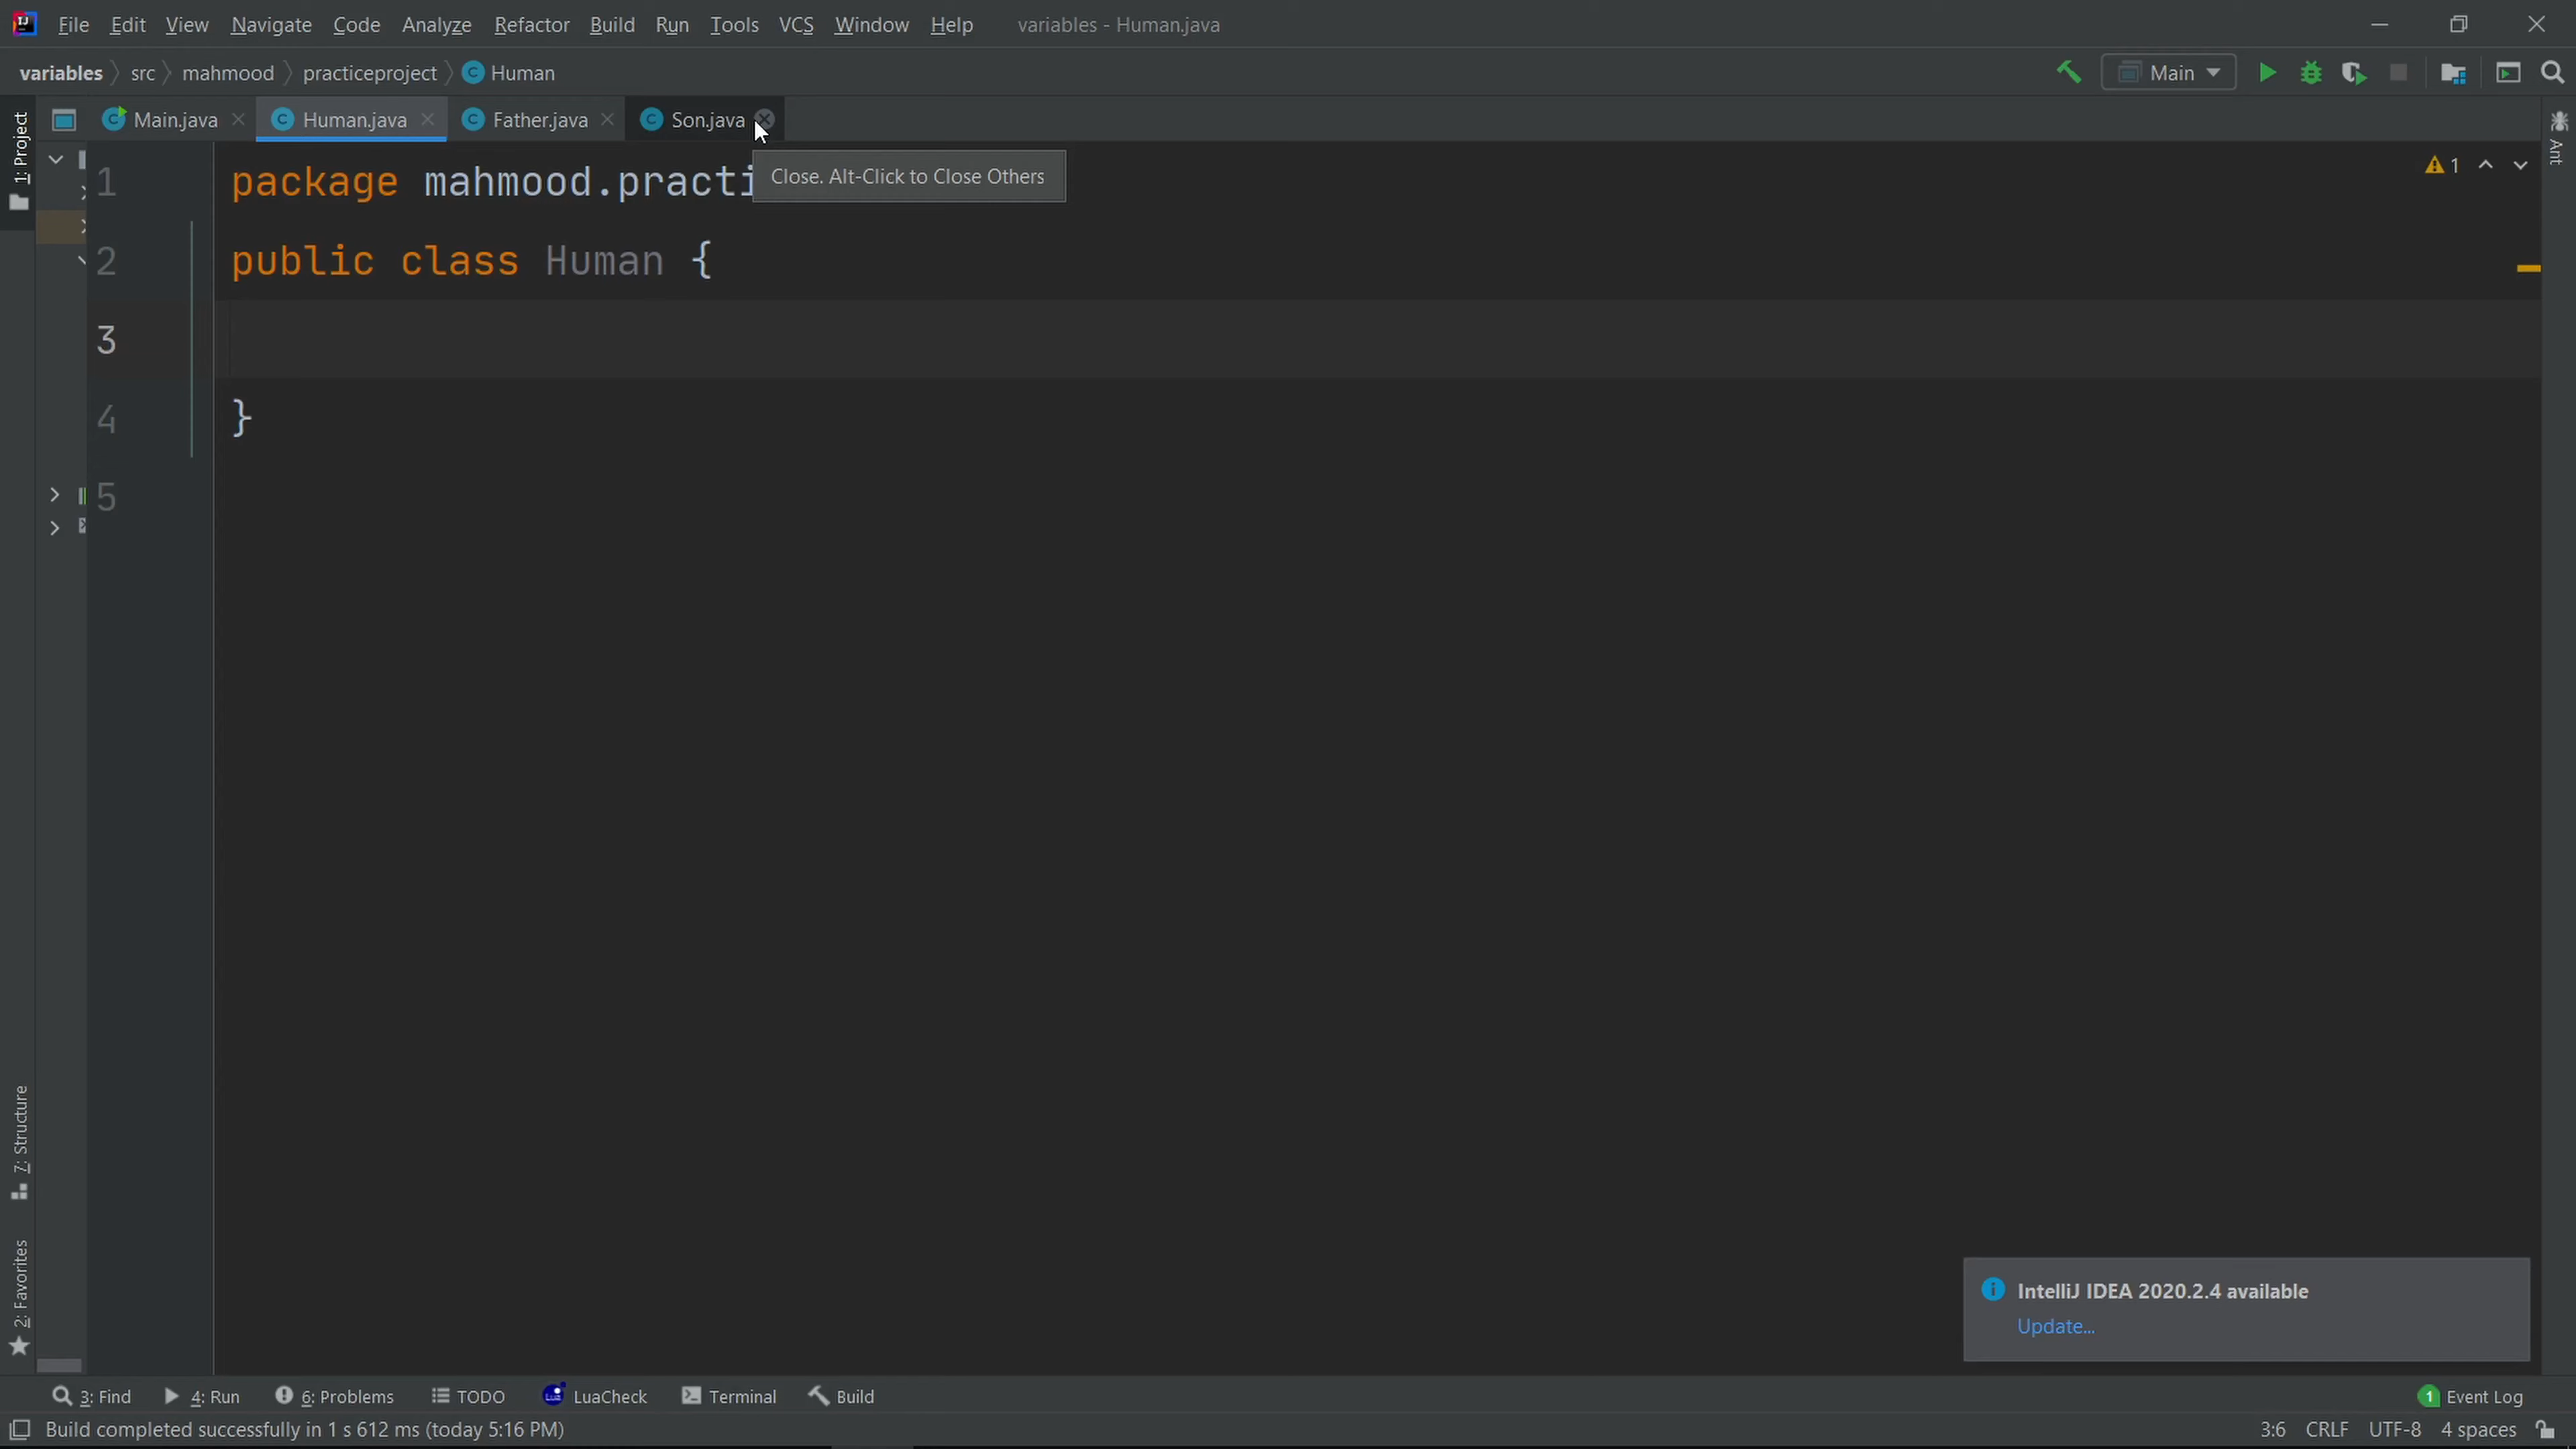 File Edit View Navigate Code Analyze Refactor Build Run Tools VCS Window Help variables - Human.java
variables src mahmood practiceproject Human Main
Main.java Human.java Father.java Son.java
1: Project
Ant
Close. Alt-Click to Close Others
1 package mahmood.practi
1
2 public class Human {
3
4 }
5
7: Structure
2: Favorites
IntelliJ IDEA 2020.2.4 available
Update...
3: Find 4: Run 6: Problems TODO LuaCheck Terminal Build 1 Event Log
Build completed successfully in 1 s 612 ms (today 5:16 PM) 3:6 CRLF UTF-8 4 spaces